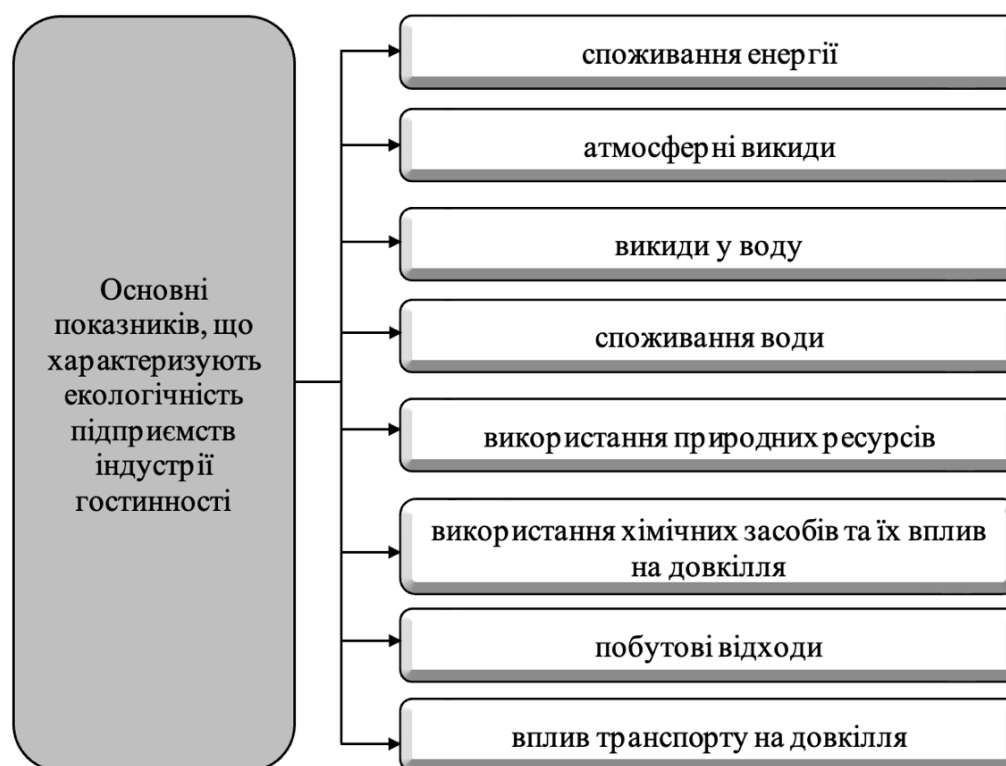 Основні
показників, що
характеризують
екологічність
підприємств
індустрії
гостинності
споживання енергії
атмосферні викиди
викиди у воду
споживання води
використання природних ресурсів
використання хімічних засобів та їх вплив
на довкілля
побутові відходи
вплив транспорту на довкілля